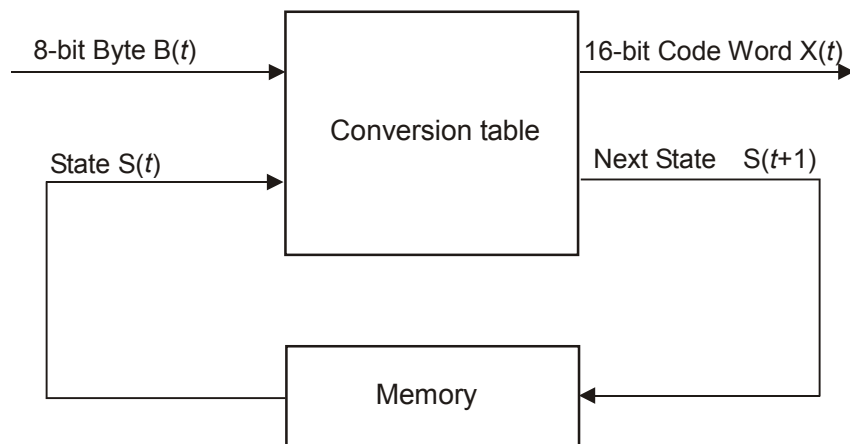 8-bit Byte B(t)
16-bit Code Word X(t)
Conversion table
State S(t)
Next State S(t+1)
Memory